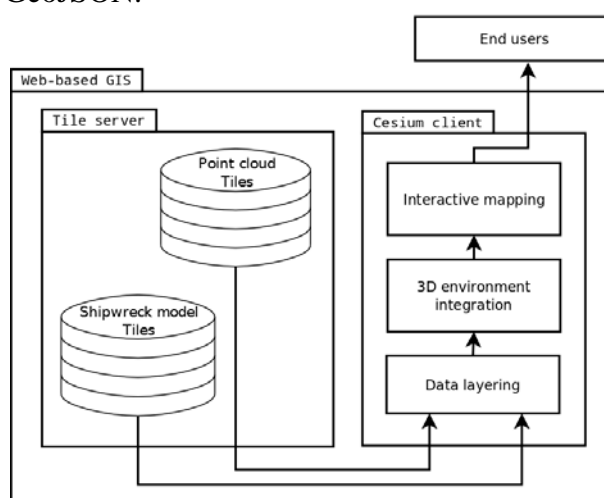 GeoJSON.
End users
Web-based GIS
Tile server
Cesium client
Point cloud
Tiles
Interactive mapping
Shipwreck model
Tiles
3D environment
integration
Data layering